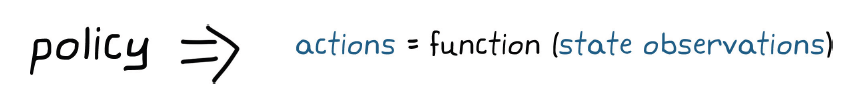 policy ⇒ actions = function (state observations)